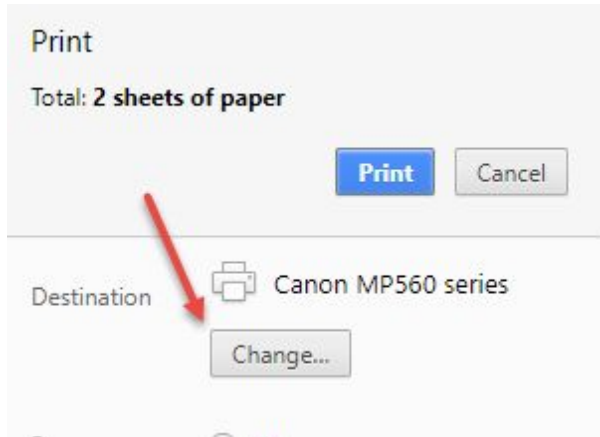 Print
Total: 2 sheets of paper
Print Cancel
Destination Canon MP560 series
Change...